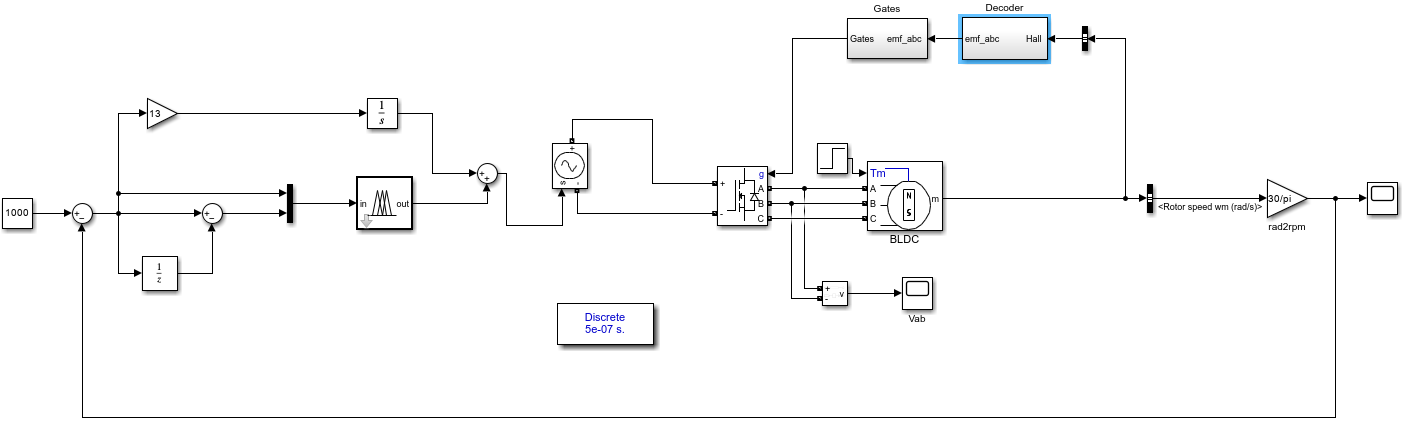 Gates
Decoder
Gates emf_abc
emf_abc Hall
13
1
s
+
+
+
s
-
1000
+
−
+
−
in out
1
z
g
+
-
A
B
C
Tm
A
B
C
N
S
m
BLDC
<Rotor speed wm (rad/s)>
30/pi
rad2rpm
+
-
v
Vab
Discrete
5e-07 s.